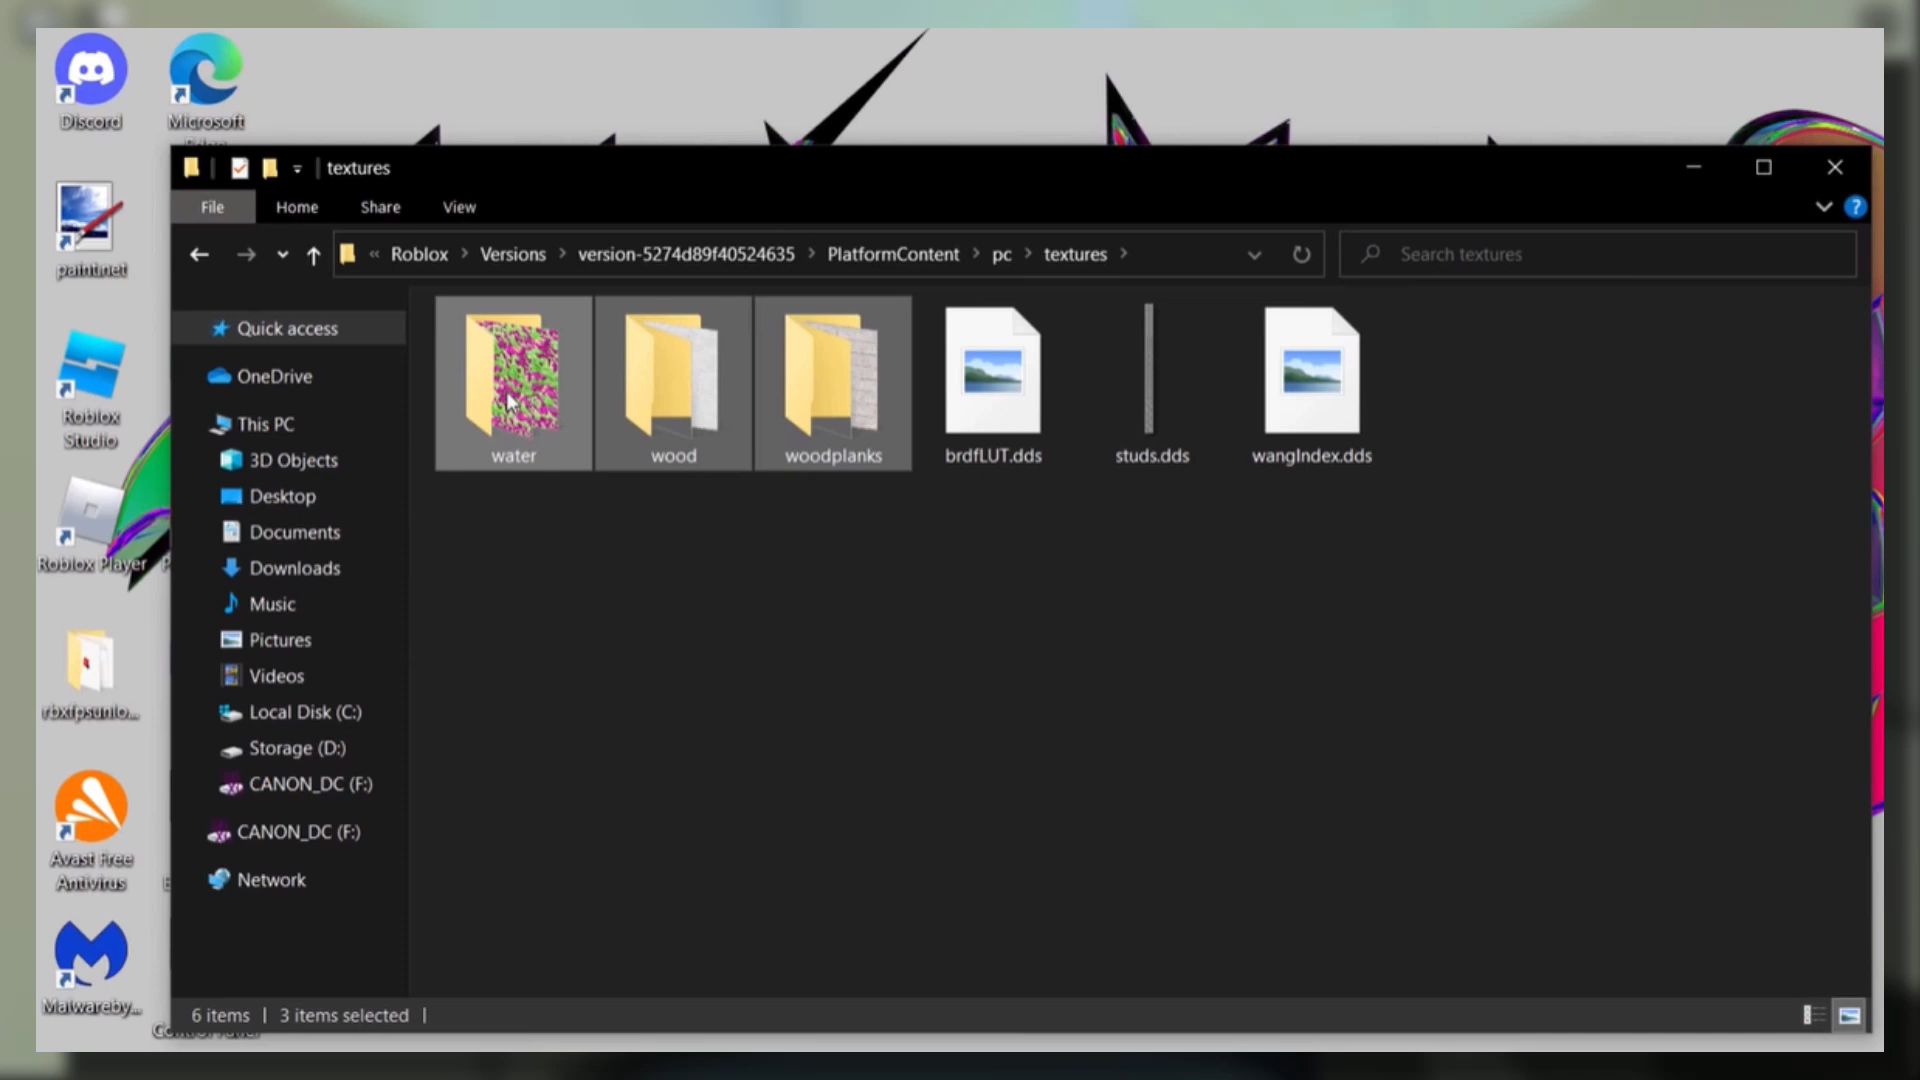 Discord
Microsoft
Edge
paint.net
Roblox
Studio
Roblox Player
rbxfpsunlo...
Avast Free
Antivirus
Malwareby...
textures
File
Home
Share
View
« Roblox > Versions > version-5274d89f40524635 > PlatformContent > pc > textures >
Search textures
Quick access
OneDrive
This PC
3D Objects
Desktop
Documents
Downloads
Music
Pictures
Videos
Local Disk (C:)
Storage (D:)
CANON_DC (F:)
CANON_DC (F:)
Network
water
wood
woodplanks
brdfLUT.dds
studs.dds
wangIndex.dds
6 items | 3 items selected |